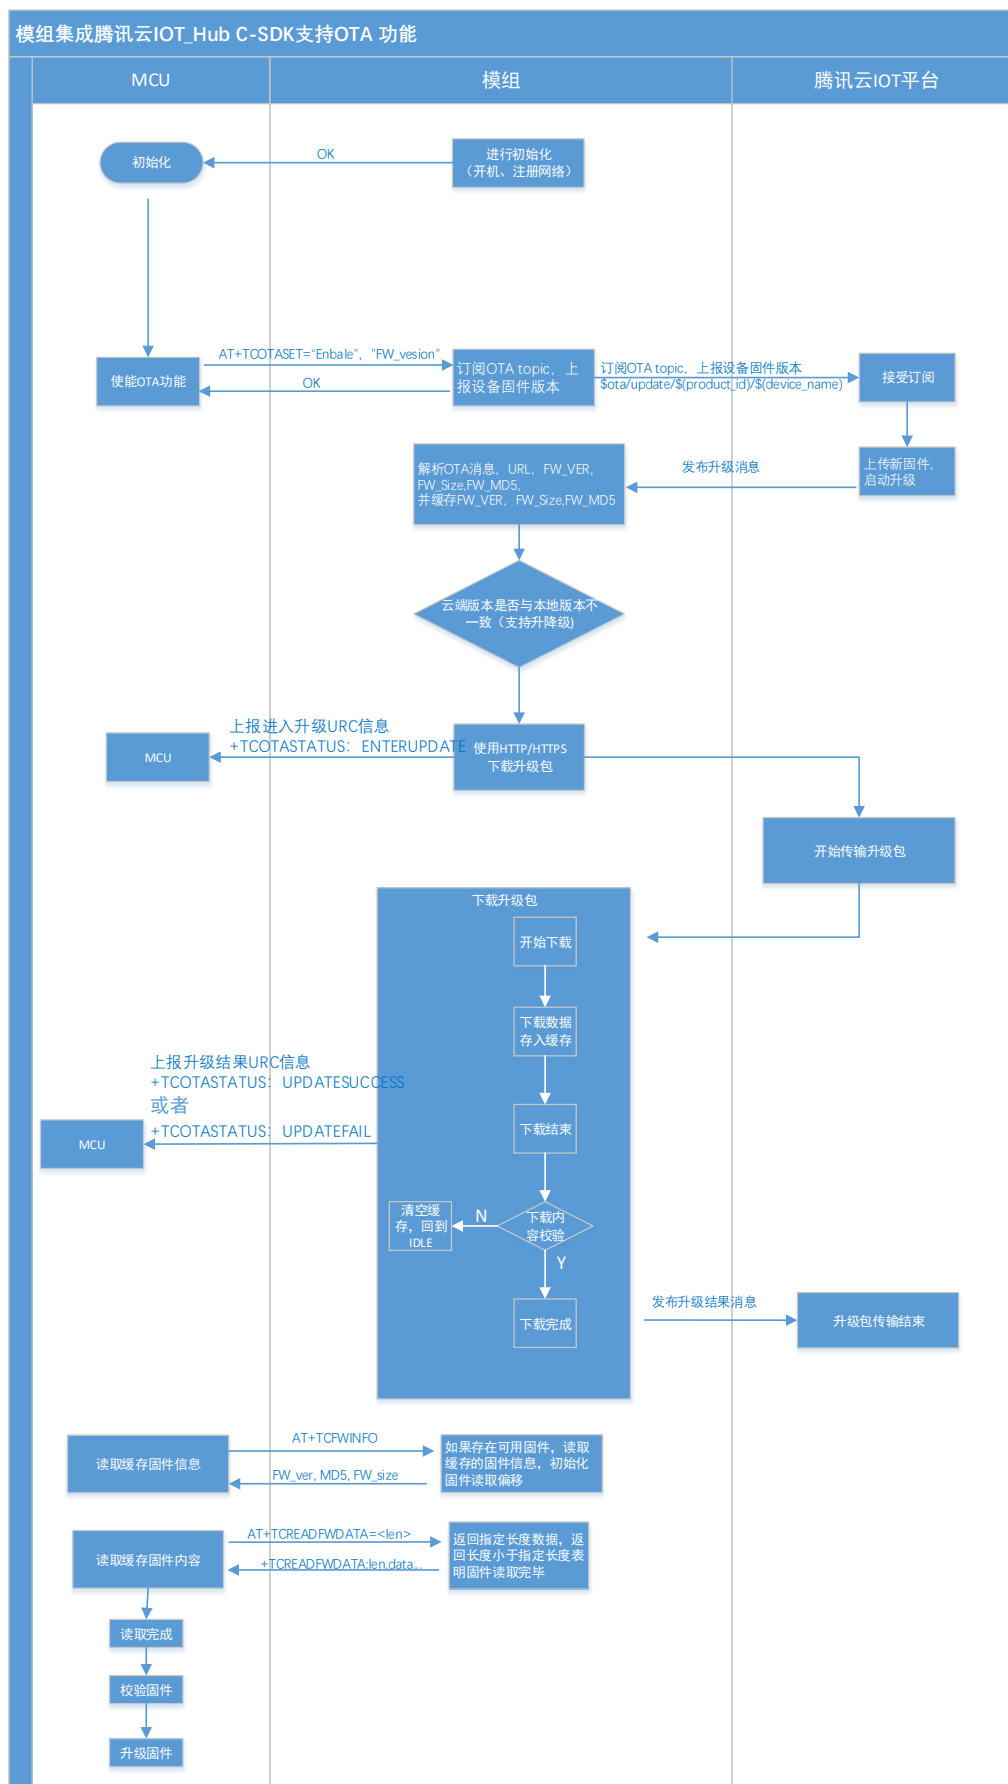 模组集成腾讯云IOT_Hub C-SDK支持OTA 功能
MCU
模组
腾讯云IOT平台
初始化
OK
进行初始化
（开机、注册网络）
使能OTA功能
AT+TCOTASET=“Enbale”，"FW_vesion”
OK
订阅OTA topic，上
报设备固件版本
订阅OTA topic，上报设备固件版本
$ota/update/$(product_id)/$(device_name)
接受订阅
上传新固件,
启动升级
发布升级消息
解析OTA消息，URL，FW_VER，
FW_Size,FW_MD5,
并缓存FW_VER，FW_Size,FW_MD5
云端版本是否与本地版本不
一致（支持升降级)
上报进入升级URC信息
+TCOTASTATUS：ENTERUPDATE
MCU
使用HTTP/HTTPS
下载升级包
开始传输升级包
下载升级包
开始下载
下载数据
存入缓存
下载结束
下载内
容校验
N
清空缓
存，回到
IDLE
Y
下载完成
上报升级结果URC信息
+TCOTASTATUS：UPDATESUCCESS
或者
+TCOTASTATUS：UPDATEFAIL
MCU
发布升级结果消息
升级包传输结束
读取缓存固件信息
AT+TCFWINFO
FW_ver, MD5, FW_size
如果存在可用固件，读取
缓存的固件信息，初始化
固件读取偏移
读取缓存固件内容
AT+TCREADFWDATA=<len>
+TCREADFWDATA:len,data...
返回指定长度数据，返
回长度小于指定长度表
明固件读取完毕
读取完成
校验固件
升级固件